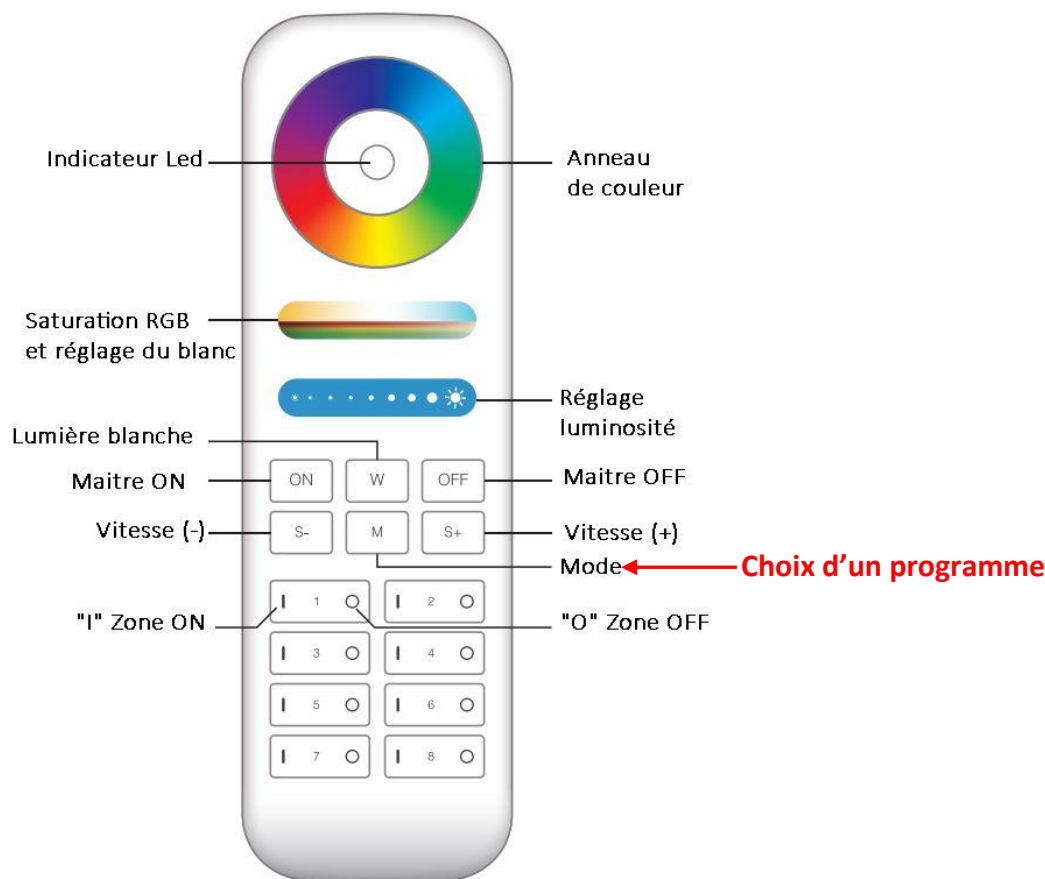 Indicateur Led
Anneau
de couleur
Saturation RGB
et réglage du blanc
Réglage
luminosité
Lumière blanche
Maitre ON
ON
W
OFF
Maitre OFF
Vitesse (-)
S-
M
S+
Vitesse (+)
Mode
Choix d’un programme
"I" Zone ON
I 1 O
I 2 O
"O" Zone OFF
I 3 O
I 4 O
I 5 O
I 6 O
I 7 O
I 8 O